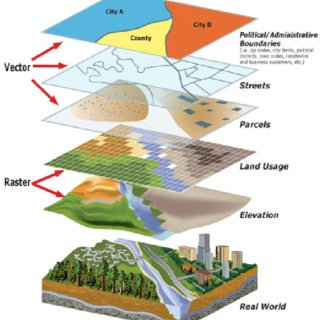 City A
City B
County
Political/Administrative
Boundaries
(i.e. zip codes, city limits, political
districts, area codes, residential
and business customers, etc.)
Vector
Streets
Parcels
Land Usage
Raster
Elevation
Real World